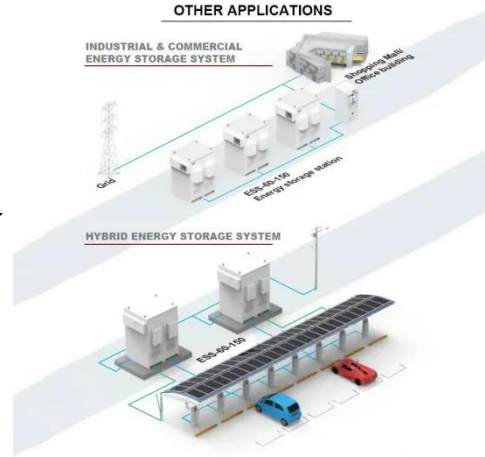 OTHER APPLICATIONS
INDUSTRIAL & COMMERCIAL
ENERGY STORAGE SYSTEM
Shopping Mall/
Office building
Grid
ESS-60-150
Energy storage station
HYBRID ENERGY STORAGE SYSTEM
ESS-60-150